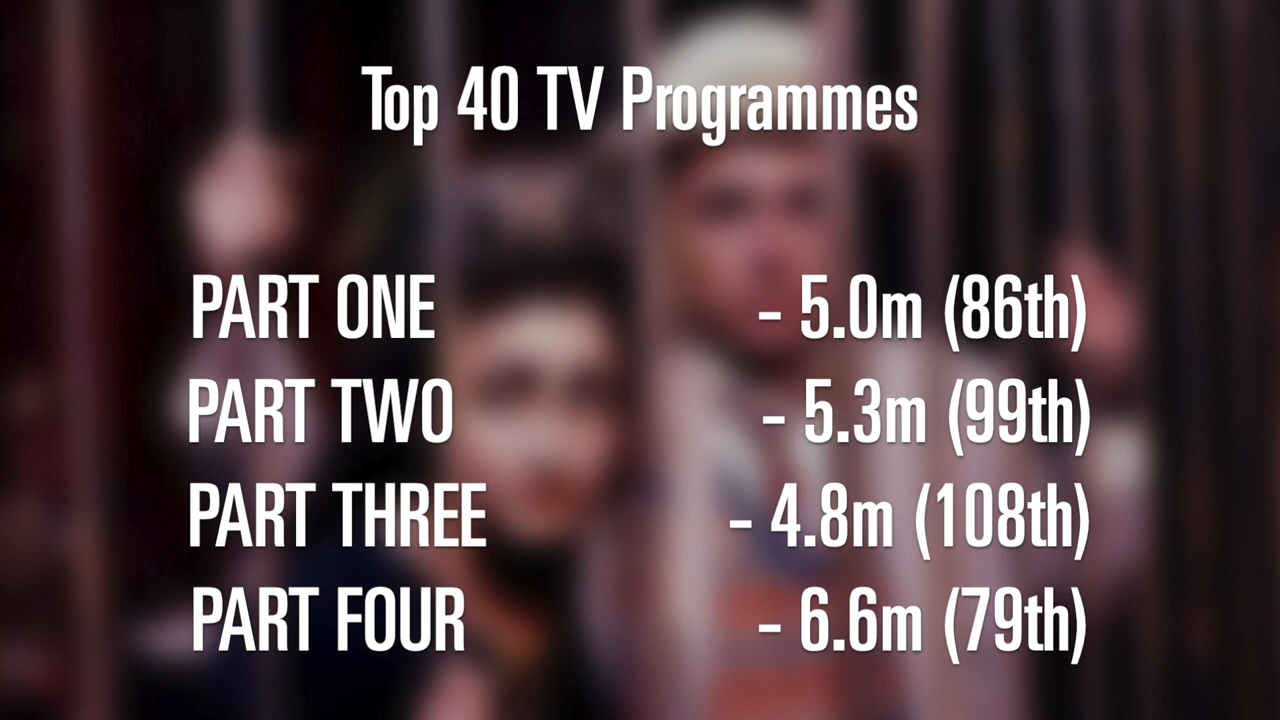 Top 40 TV Programmes
PART ONE - 5.0m (86th)
PART TWO - 5.3m (99th)
PART THREE - 4.8m (108th)
PART FOUR - 6.6m (79th)